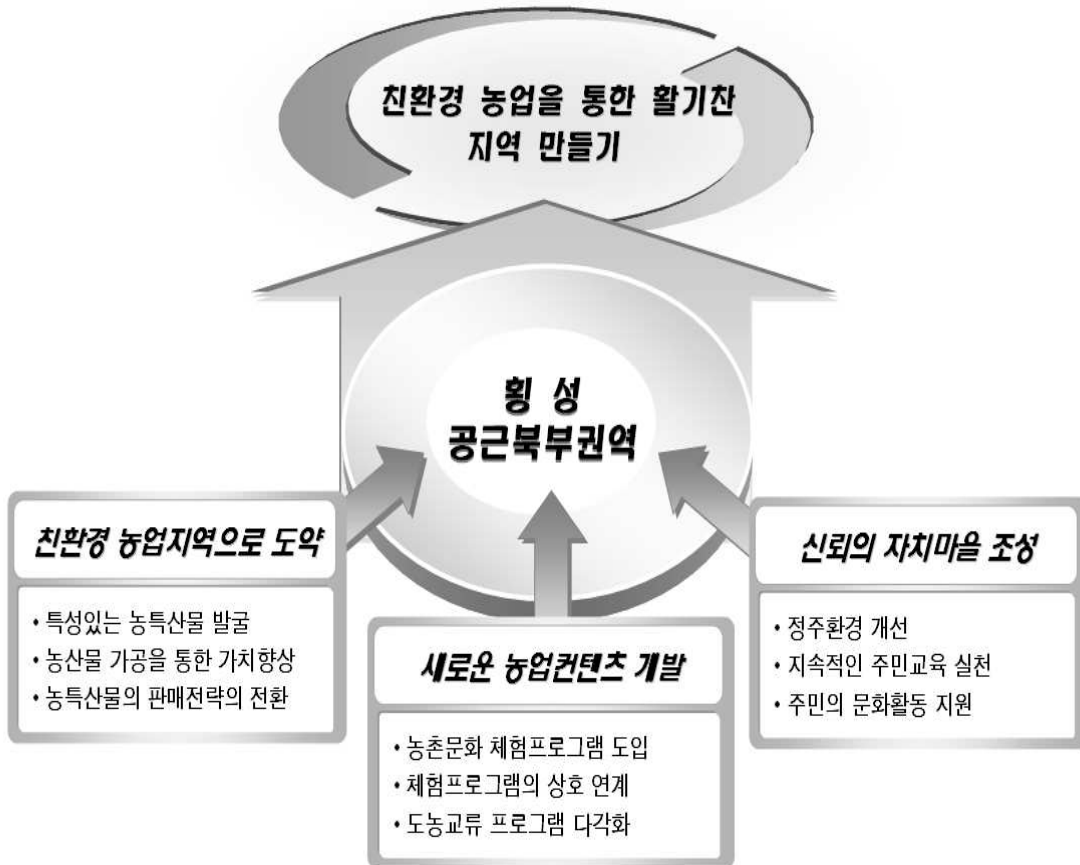 친환경 농업을 통한 활기찬
지역 만들기
횡 성
공근북부권역
친환경 농업지역으로 도약
• 특성있는 농특산물 발굴
• 농산물 가공을 통한 가치향상
• 농특산물의 판매전략의 전환
새로운 농업컨텐츠 개발
• 농촌문화 체험프로그램 도입
• 체험프로그램의 상호 연계
• 도농교류 프로그램 다각화
신뢰의 자치마을 조성
• 정주환경 개선
• 지속적인 주민교육 실천
• 주민의 문화활동 지원